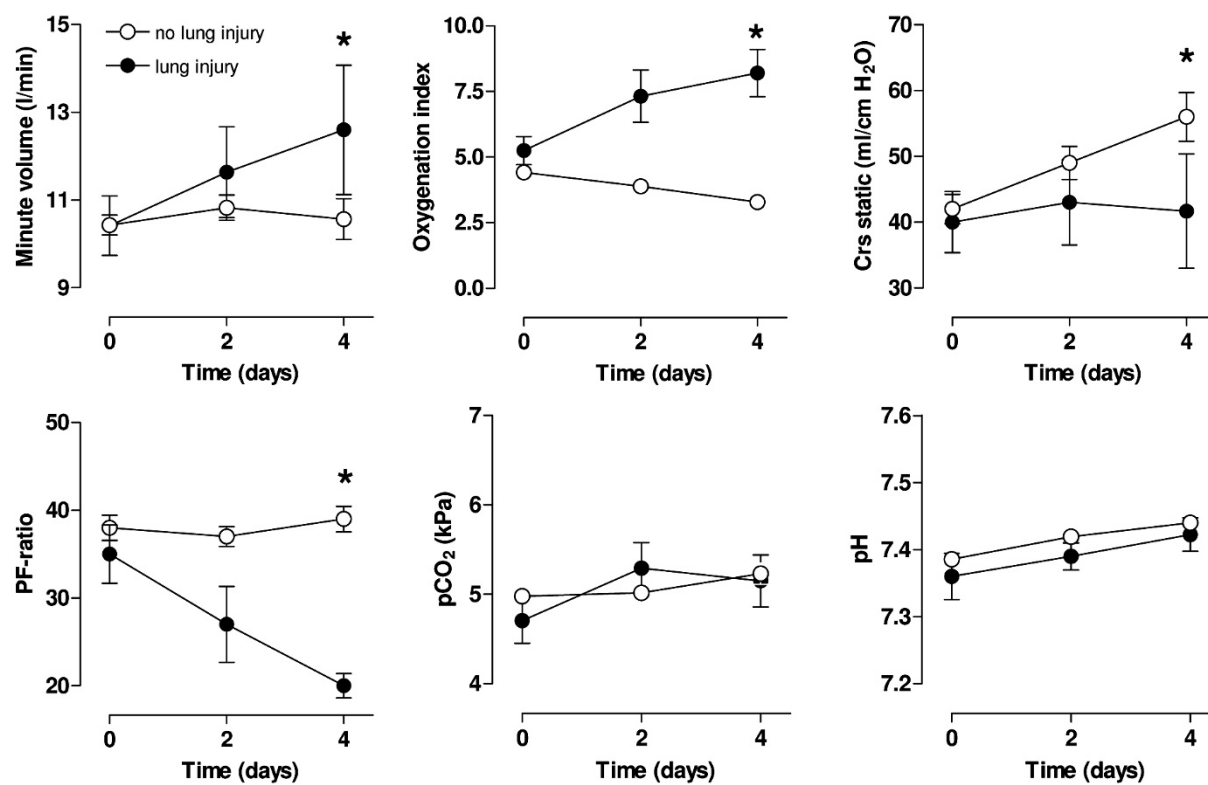 Minute volume (l/min)
15
13
11
9
no lung injury
lung injury
*
0 2 4
Time (days)
Oxygenation index
10.0
7.5
5.0
2.5
0.0
*
0 2 4
Time (days)
Crs static (ml/cm H₂O)
70
60
50
40
30
*
0 2 4
Time (days)
PF-ratio
50
40
30
20
*
0 2 4
Time (days)
pCO₂ (kPa)
7
6
5
4
0 2 4
Time (days)
pH
7.6
7.5
7.4
7.3
7.2
0 2 4
Time (days)